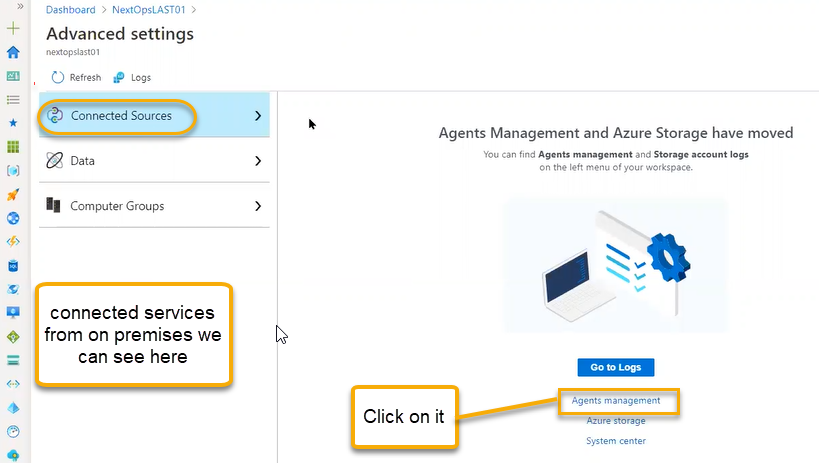 »
Dashboard > NextOpsLAST01 >
Advanced settings
nextopslast01
Refresh Logs
Connected Sources
Data
Computer Groups
connected services
from on premises we
can see here
Agents Management and Azure Storage have moved
You can find Agents management and Storage account logs
on the left menu of your workspace.
Go to Logs
Agents management
Azure storage
System center
Click on it